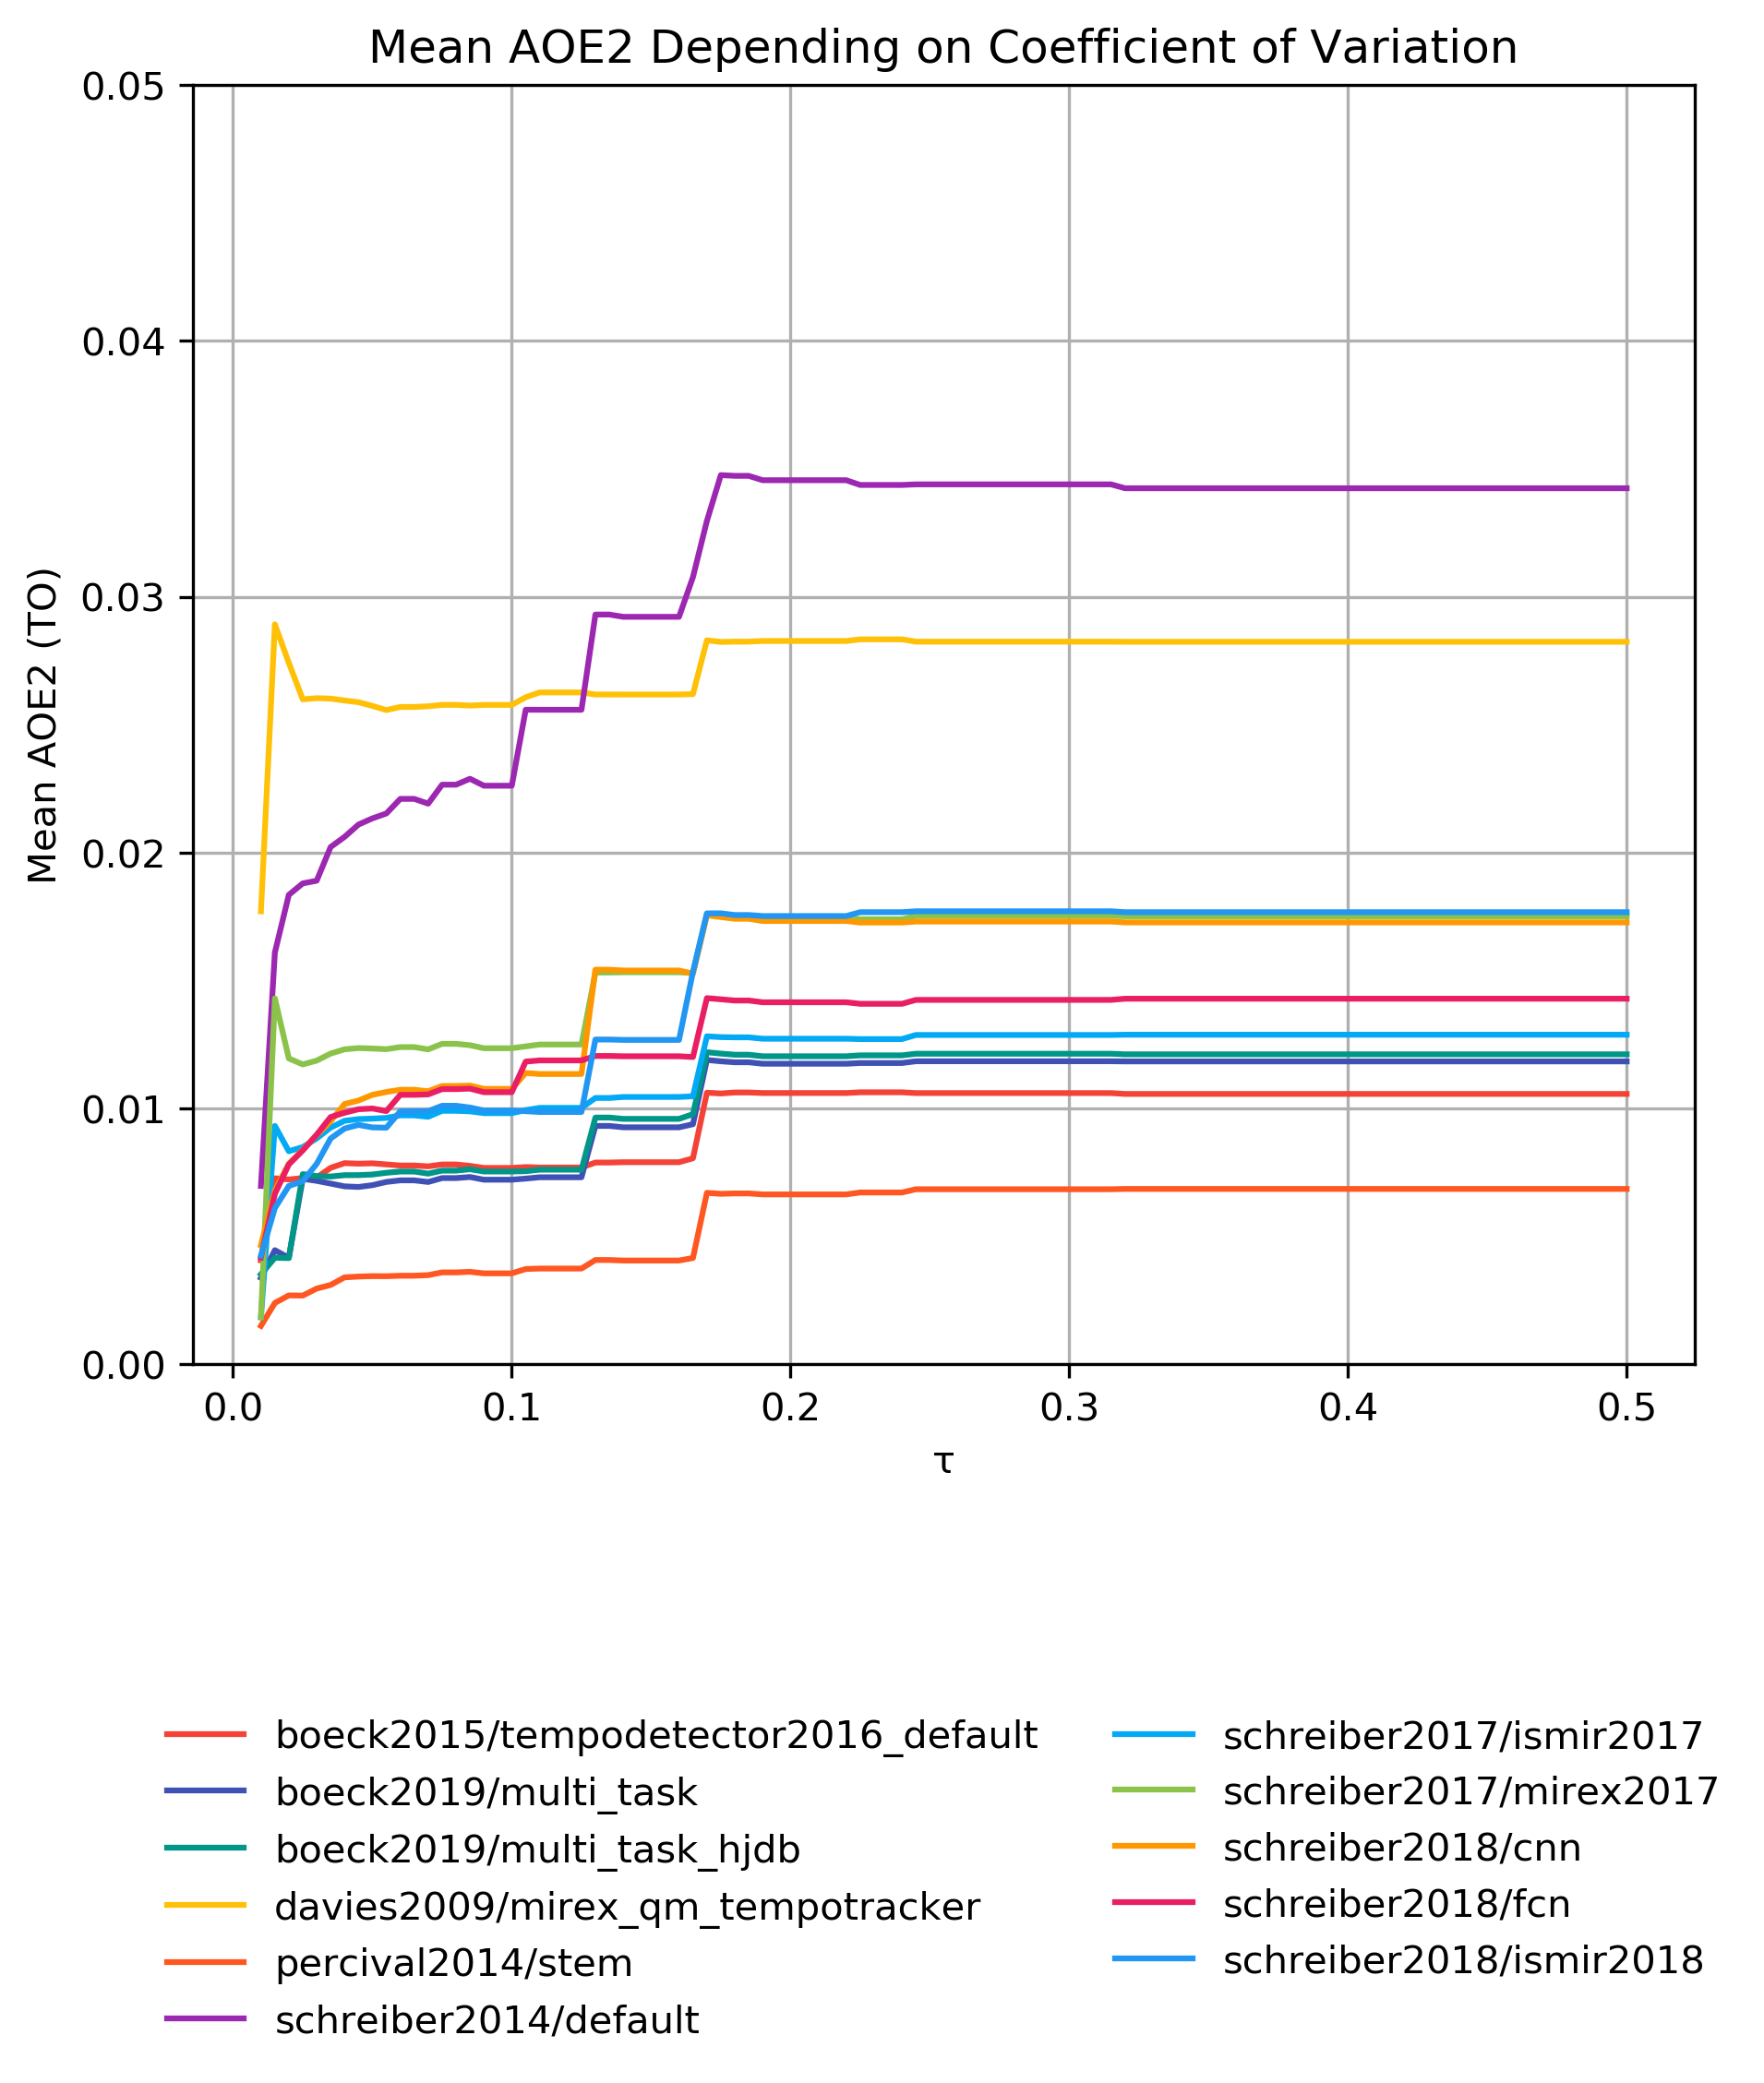 Mean AOE2 Depending on Coefficient of Variation
Mean AOE2 (TO)
0.05
0.04
0.03
0.02
0.01
0.00
0.0 0.1 0.2 0.3 0.4 0.5
τ
boeck2015/tempodetector2016_default
boeck2019/multi_task
boeck2019/multi_task_hjdb
davies2009/mirex_qm_tempotracker
percival2014/stem
schreiber2014/default
schreiber2017/ismir2017
schreiber2017/mirex2017
schreiber2018/cnn
schreiber2018/fcn
schreiber2018/ismir2018